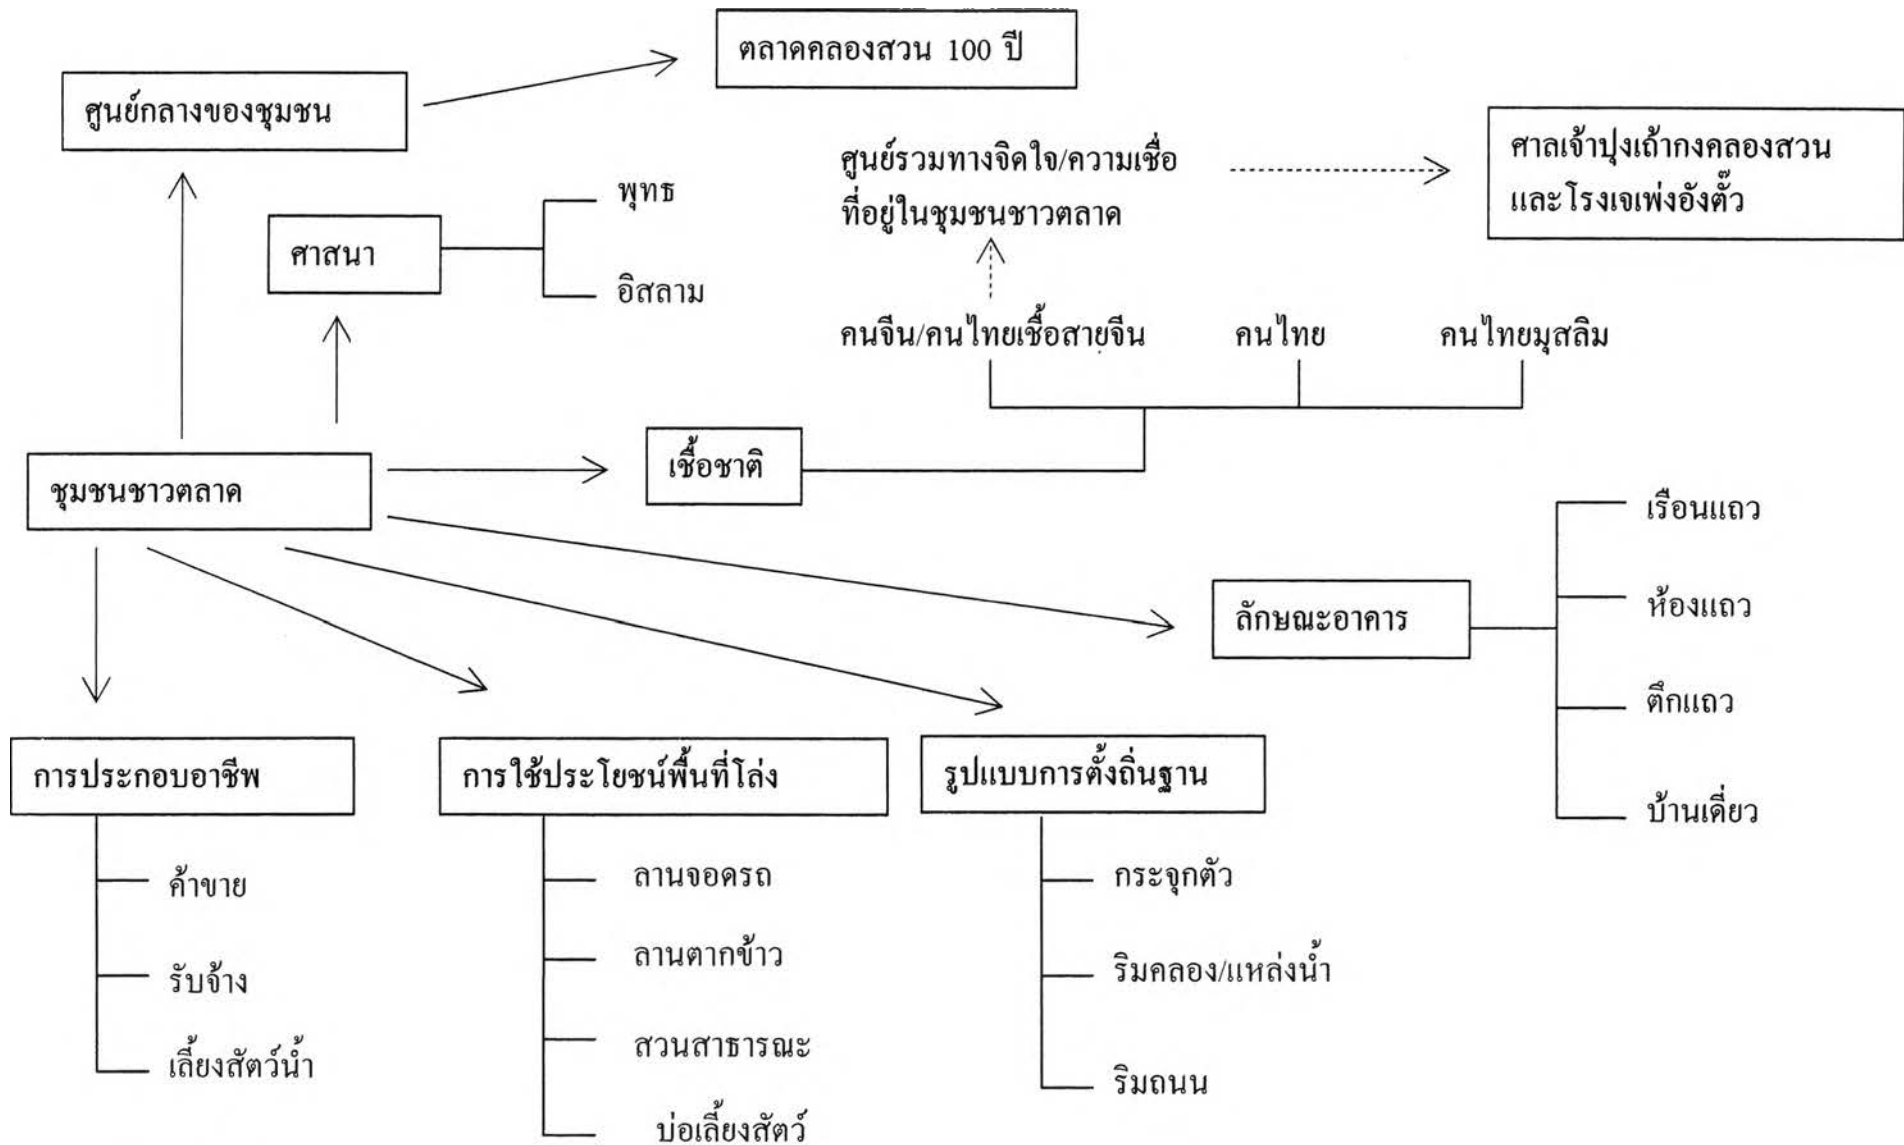 ตลาดคลองสวน 100 ปี
ศูนย์กลางของชุมชน
ศูนย์รวมทางจิตใจ/ความเชื่อ
ที่อยู่ในชุมชนชาวตลาด
ศาลเจ้าปุงเถ้ากงคลองสวน
และโรงเจเพ่งอังตั๊ว
ศาสนา
พุทธ
อิสลาม
คนจีน/คนไทยเชื้อสายจีน
คนไทย
คนไทยมุสลิม
เชื้อชาติ
ชุมชนชาวตลาด
ลักษณะอาคาร
เรือนแถว
ห้องแถว
ตึกแถว
บ้านเดี่ยว
การประกอบอาชีพ
ค้าขาย
รับจ้าง
เลี้ยงสัตว์น้ำ
การใช้ประโยชน์พื้นที่โล่ง
ลานจอดรถ
ลานตากข้าว
สวนสาธารณะ
บ่อเลี้ยงสัตว์
รูปแบบการตั้งถิ่นฐาน
กระจุกตัว
ริมคลอง/แหล่งน้ำ
ริมถนน